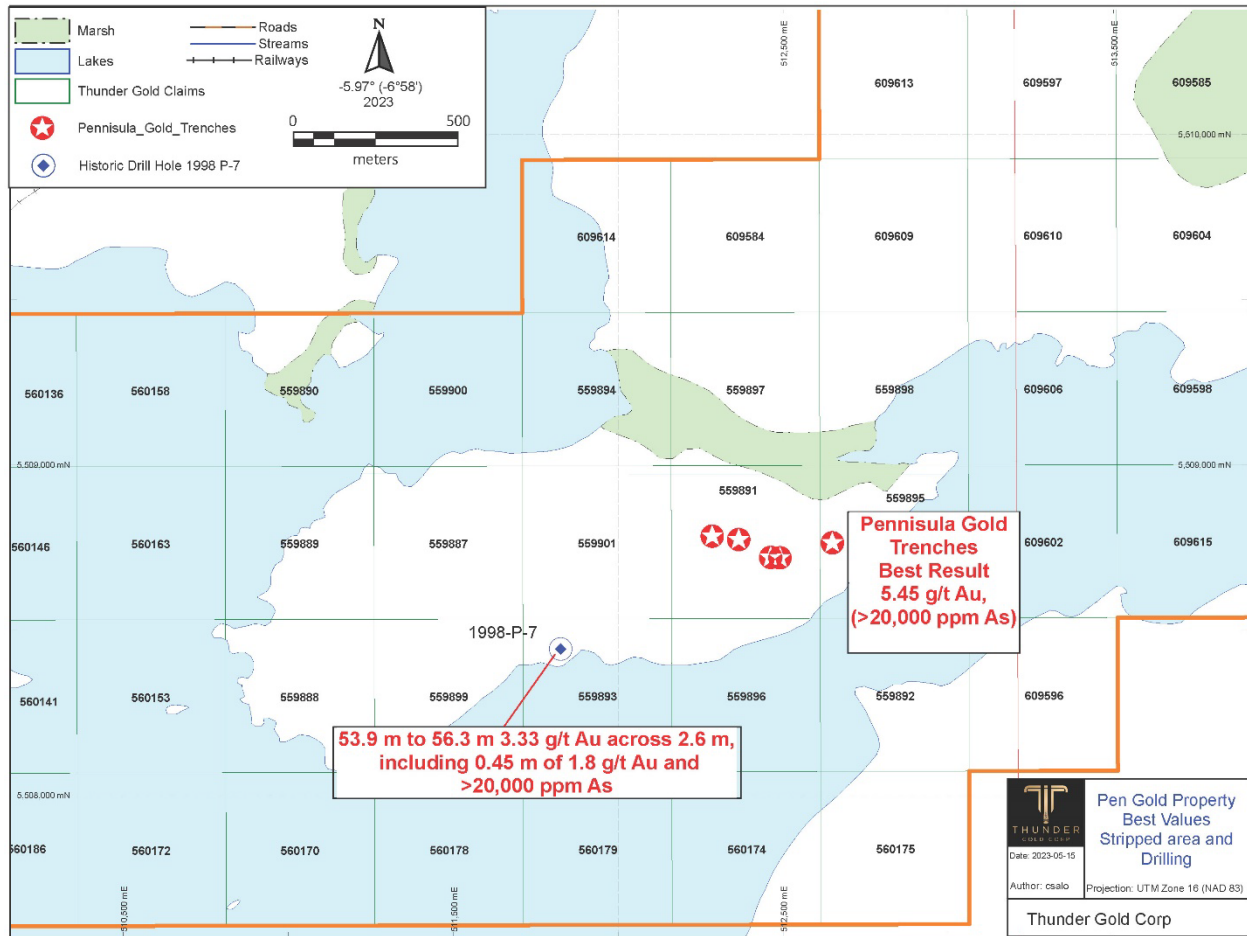 Marsh
Roads
Lakes
Streams
Railways
Thunder Gold Claims
Pennisula_Gold_Trenches
Historic Drill Hole 1998 P-7
N
-5.97° (-6°58')
2023
0 500
meters
512,500 mE
513,500 mE
609613
609597
609585
5,510,000 mN
609614
609584
609609
609610
609604
560136
560158
559890
559900
559894
559897
559898
609606
609598
5,509,000 mN
5,509,000 mN
559891
559895
560146
560163
559889
559887
559901
609602
609615
Pennisula Gold
Trenches
Best Result
5.45 g/t Au,
(>20,000 ppm As)
1998-P-7
560141
560153
559888
559899
559893
559896
559892
609596
53.9 m to 56.3 m 3.33 g/t Au across 2.6 m,
including 0.45 m of 1.8 g/t Au and
>20,000 ppm As
5,508,000 mN
560186
560172
560170
560178
560179
560174
560175
510,500 mE
511,500 mE
512,500 mE
THUNDER
GOLD CORP
Pen Gold Property
Best Values
Stripped area and
Drilling
Date: 2023-05-15
Author: csalo
Projection: UTM Zone 16 (NAD 83)
Thunder Gold Corp